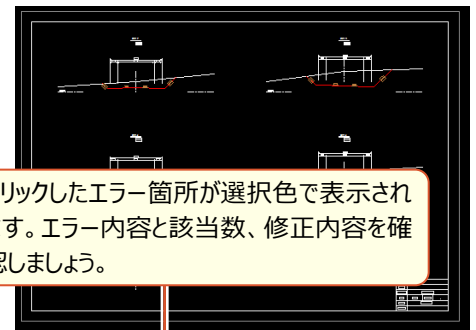 リックしたエラー箇所が選択色で表示され
す。エラー内容と該当数、修正内容を確
認しましょう。